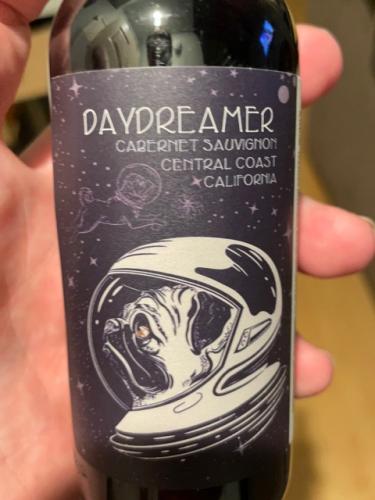 DAYDREAMER
CABERNET SAUVIGNON
CENTRAL COAST
CALIFORNIA